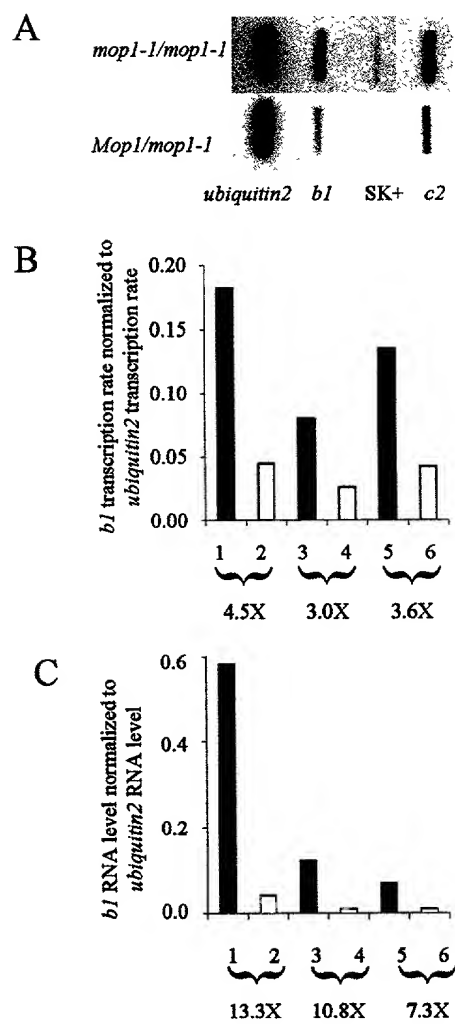 A
mop1-1/mop1-1
Mop1/mop1-1
ubiquitin2 b1 SK+ c2
B
b1 transcription rate normalized to
ubiquitin2 transcription rate
0.20
0.15
0.10
0.05
0.00
1 2 3 4 5 6
4.5X 3.0X 3.6X
C
b1 RNA level normalized to
ubiquitin2 RNA level
0.6
0.4
0.2
0.0
1 2 3 4 5 6
13.3X 10.8X 7.3X